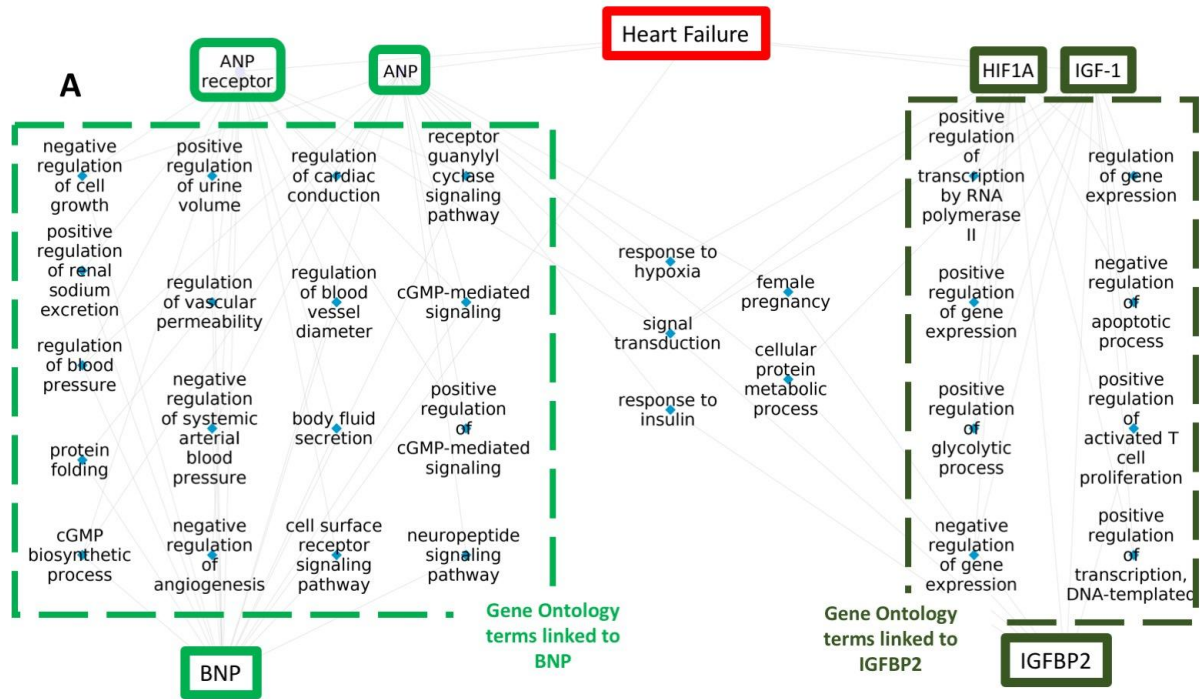 Heart Failure
A
ANP
receptor
ANP
HIF1A
IGF-1
negative
regulation
of cell
growth
positive
regulation
of urine
volume
regulation
of cardiac
conduction
receptor
guanylyl
cyclase
signaling
pathway
positive
regulation
of renal
sodium
excretion
regulation
of vascular
permeability
regulation
of blood
vessel
diameter
cGMP-mediated
signaling
regulation
of blood
pressure
negative
regulation
of systemic
arterial
blood
pressure
body fluid
secretion
positive
regulation
of
cGMP-mediated
signaling
protein
folding
cGMP
biosynthetic
process
negative
regulation
of
angiogenesis
cell surface
receptor
signaling
pathway
neuropeptide
signaling
pathway
Gene Ontology
terms linked to
BNP
BNP
response to
hypoxia
female
pregnancy
signal
transduction
cellular
protein
metabolic
process
response to
insulin
positive
regulation
of
transcription
by RNA
polymerase
II
regulation
of gene
expression
positive
regulation
of gene
expression
negative
regulation
of
apoptotic
process
positive
regulation
of
glycolytic
process
positive
regulation
of
activated T
cell
proliferation
negative
regulation
of gene
expression
positive
regulation
of
transcription,
DNA-templated
Gene Ontology
terms linked to
IGFBP2
IGFBP2